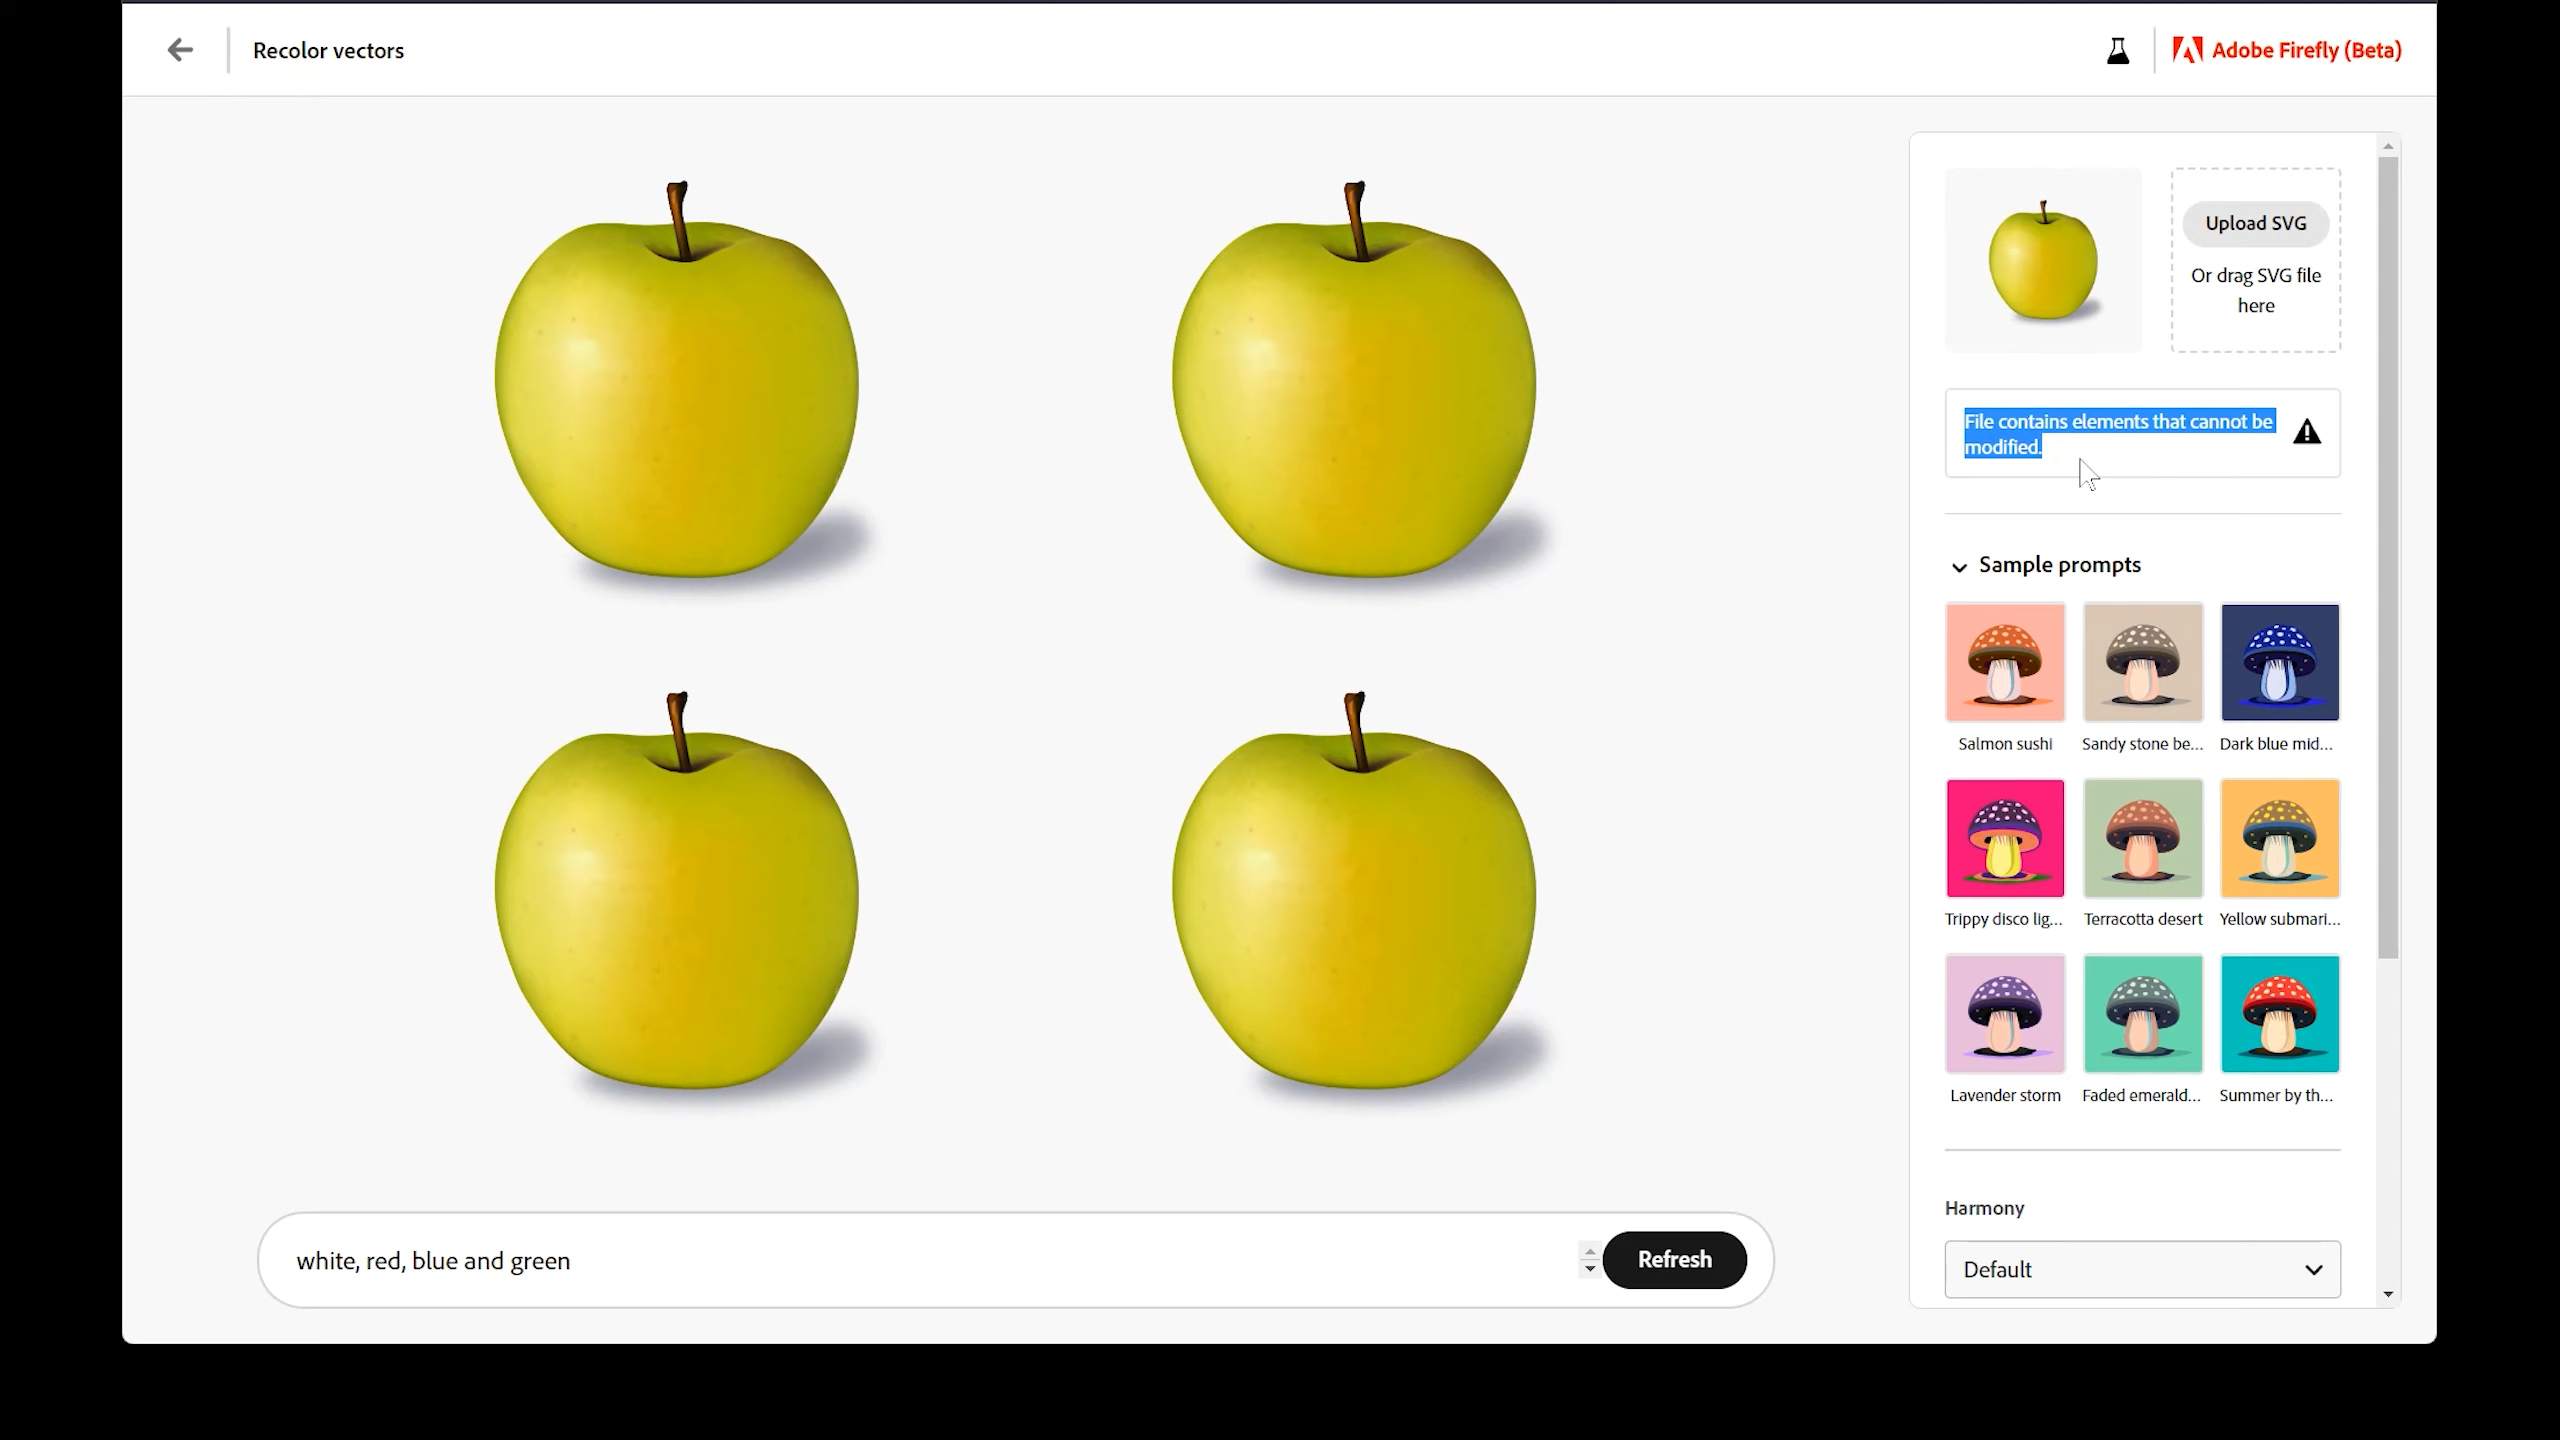 Recolor vectors
Adobe Firefly (Beta)
Upload SVG
Or drag SVG file
here
File contains elements that cannot be
modified.
Sample prompts
Salmon sushi
Sandy stone be...
Dark blue mid...
Trippy disco lig...
Terracotta desert
Yellow submari...
Lavender storm
Faded emerald...
Summer by th...
Harmony
Default
white, red, blue and green
Refresh